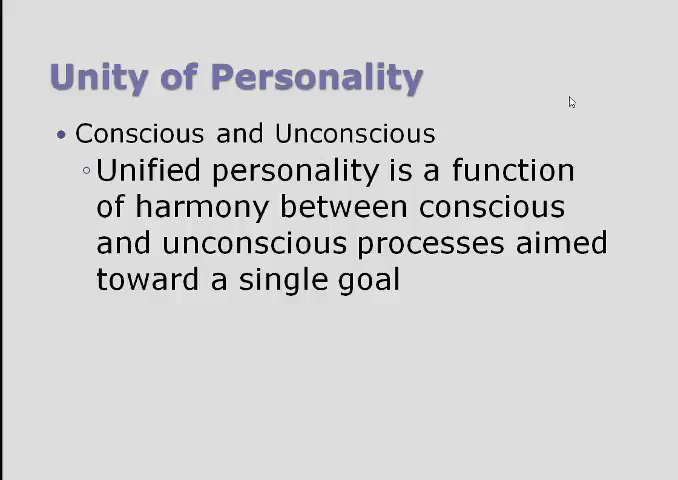 Unity of Personality
• Conscious and Unconscious
◦ Unified personality is a function
of harmony between conscious
and unconscious processes aimed
toward a single goal